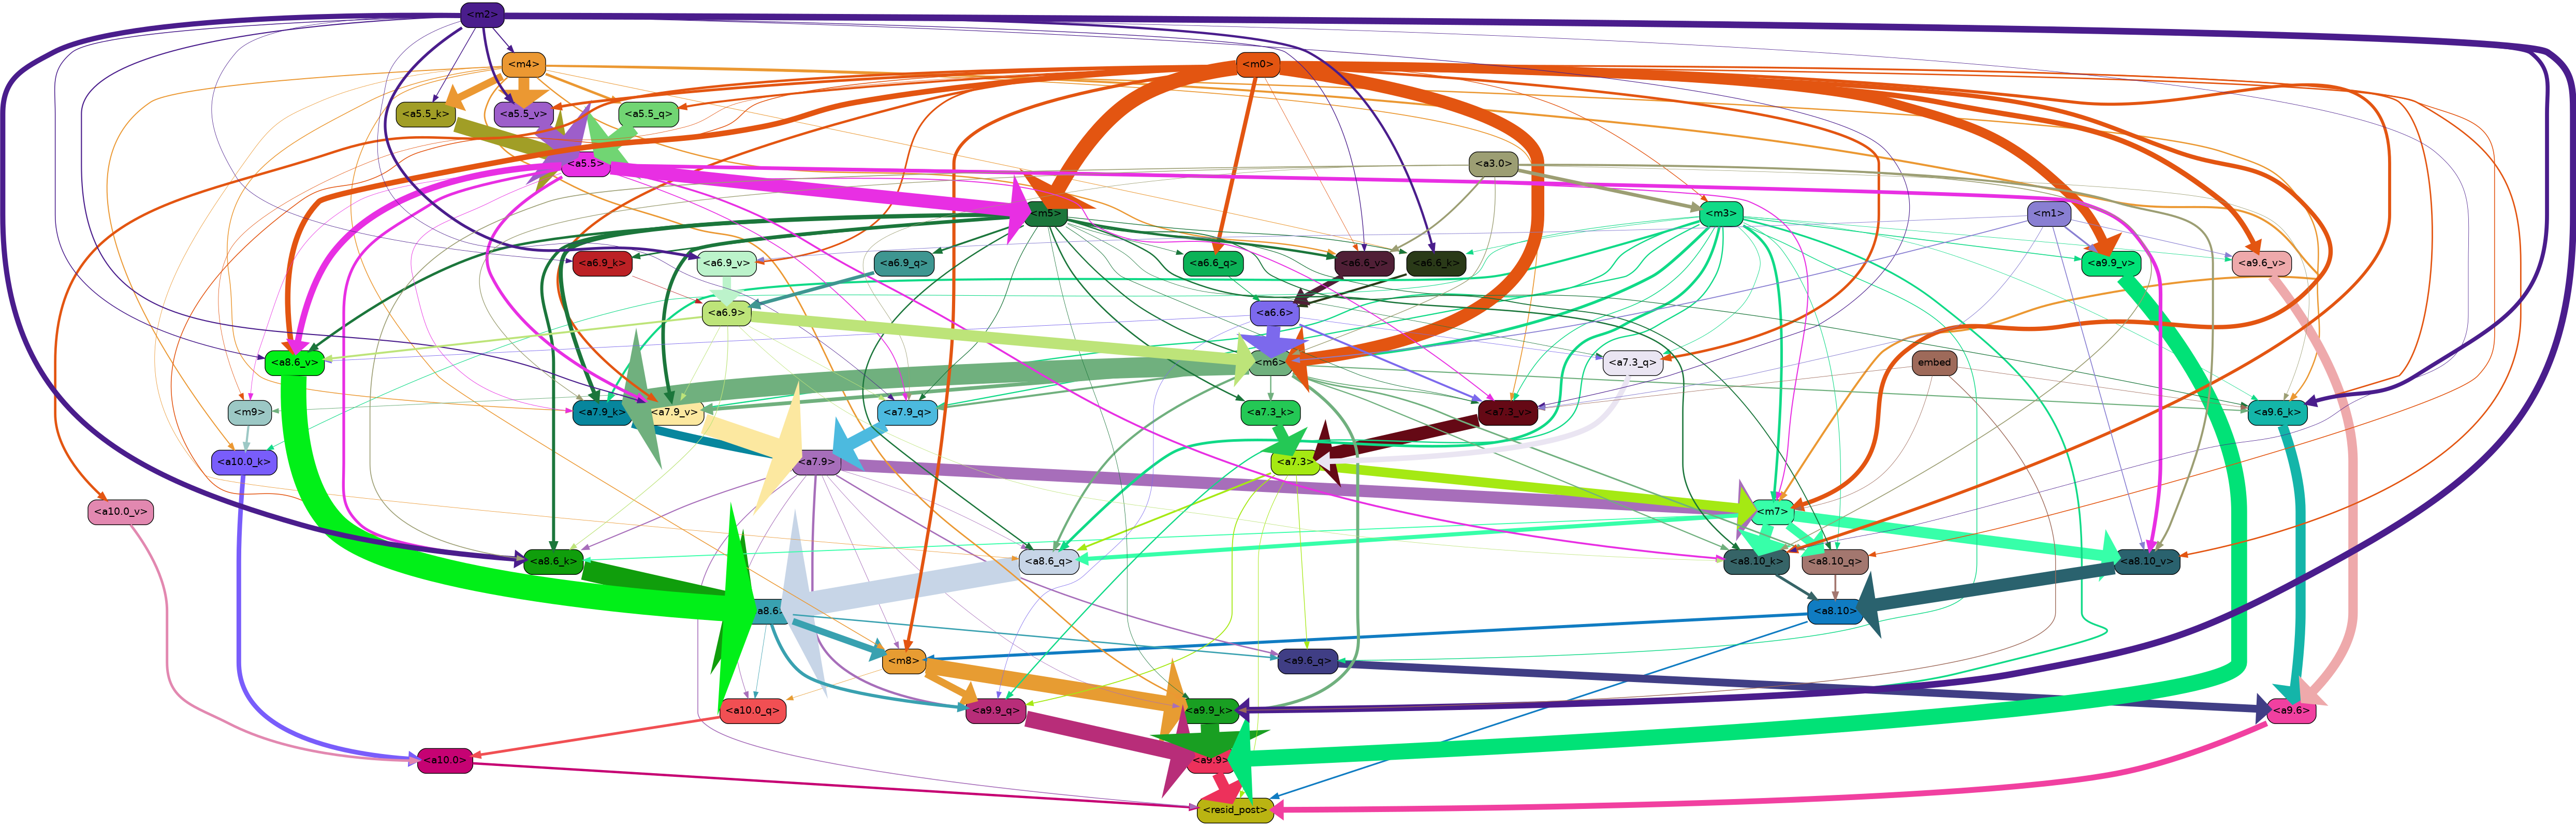 <m2>
<m4>
<m0>
<a5.5_k>
<a5.5_v>
<a5.5_q>
<a5.5>
<a3.0>
<m5>
<m3>
<m1>
<a6.9_k>
<a6.9_v>
<a6.9_q>
<a6.6_q>
<a6.6_v>
<a6.6_k>
<a9.9_v>
<a9.6_v>
<a6.9>
<a6.6>
<a8.6_v>
<m6>
<a7.3_q>
embed
<m9>
<a7.9_k>
<a7.9_v>
<a7.9_q>
<a7.3_k>
<a7.3_v>
<a9.6_k>
<a10.0_k>
<a7.9>
<a7.3>
<a10.0_v>
<m7>
<a8.6_k>
<a8.6_q>
<a8.10_k>
<a8.10_q>
<a8.10_v>
a8.6
<a8.10>
<m8>
<a9.6_q>
<a10.0_q>
<a9.9_q>
<a9.9_k>
<a9.6>
<a10.0>
<a9.9>
<resid_post>